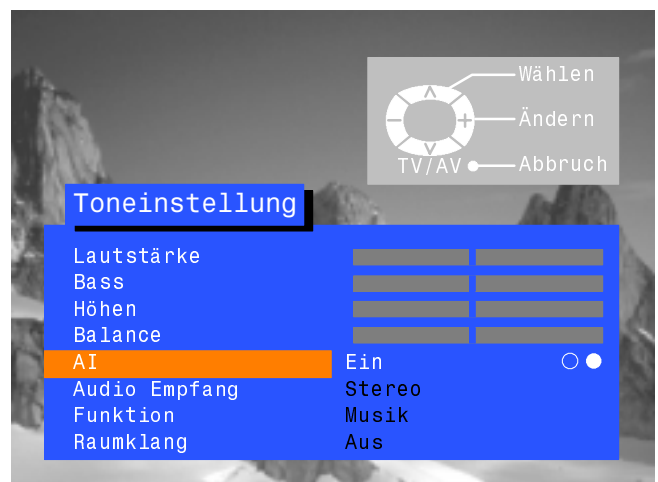 Wählen
Ändern
TV/AV Abbruch
Toneinstellung
Lautstärke
Bass
Höhen
Balance
AI Ein
Audio Empfang Stereo
Funktion Musik
Raumklang Aus